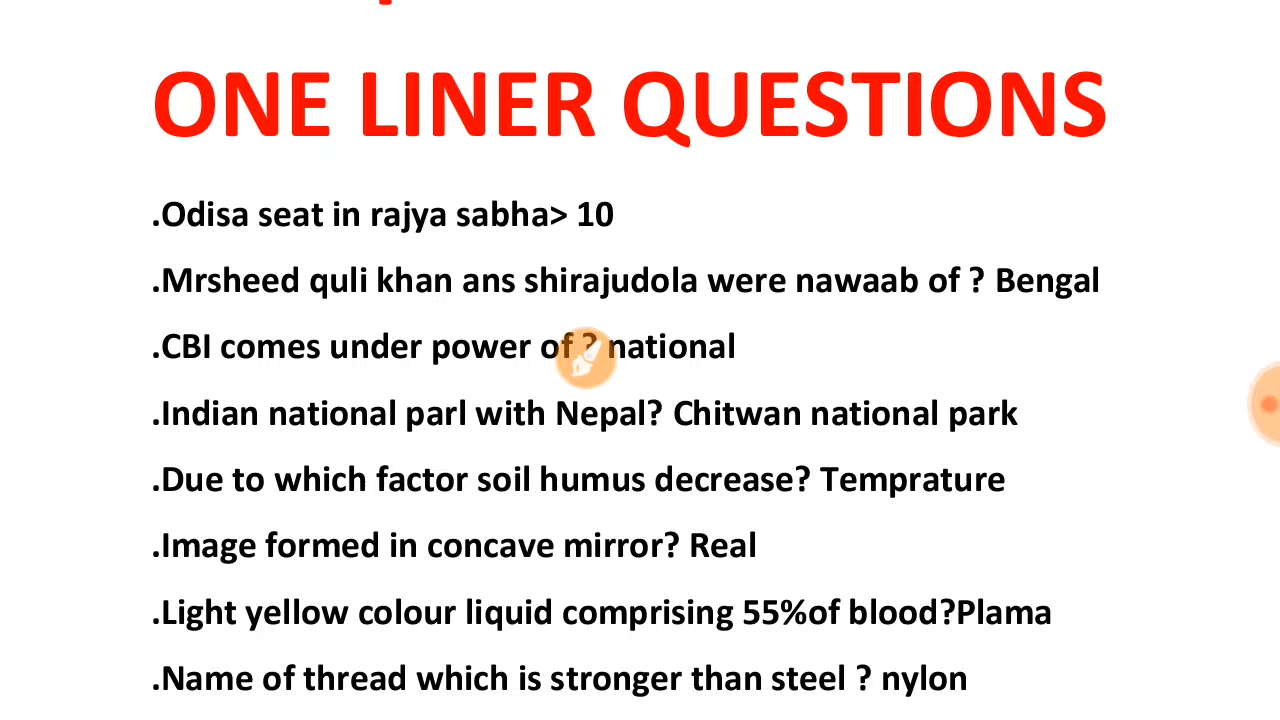 ONE LINER QUESTIONS
.Odisa seat in rajya sabha> 10
.Mrsheed quli khan ans shirajudola were nawaab of ? Bengal
.CBI comes under power of ? national
.Indian national parl with Nepal? Chitwan national park
.Due to which factor soil humus decrease? Temprature
.Image formed in concave mirror? Real
.Light yellow colour liquid comprising 55%of blood?Plama
.Name of thread which is stronger than steel ? nylon